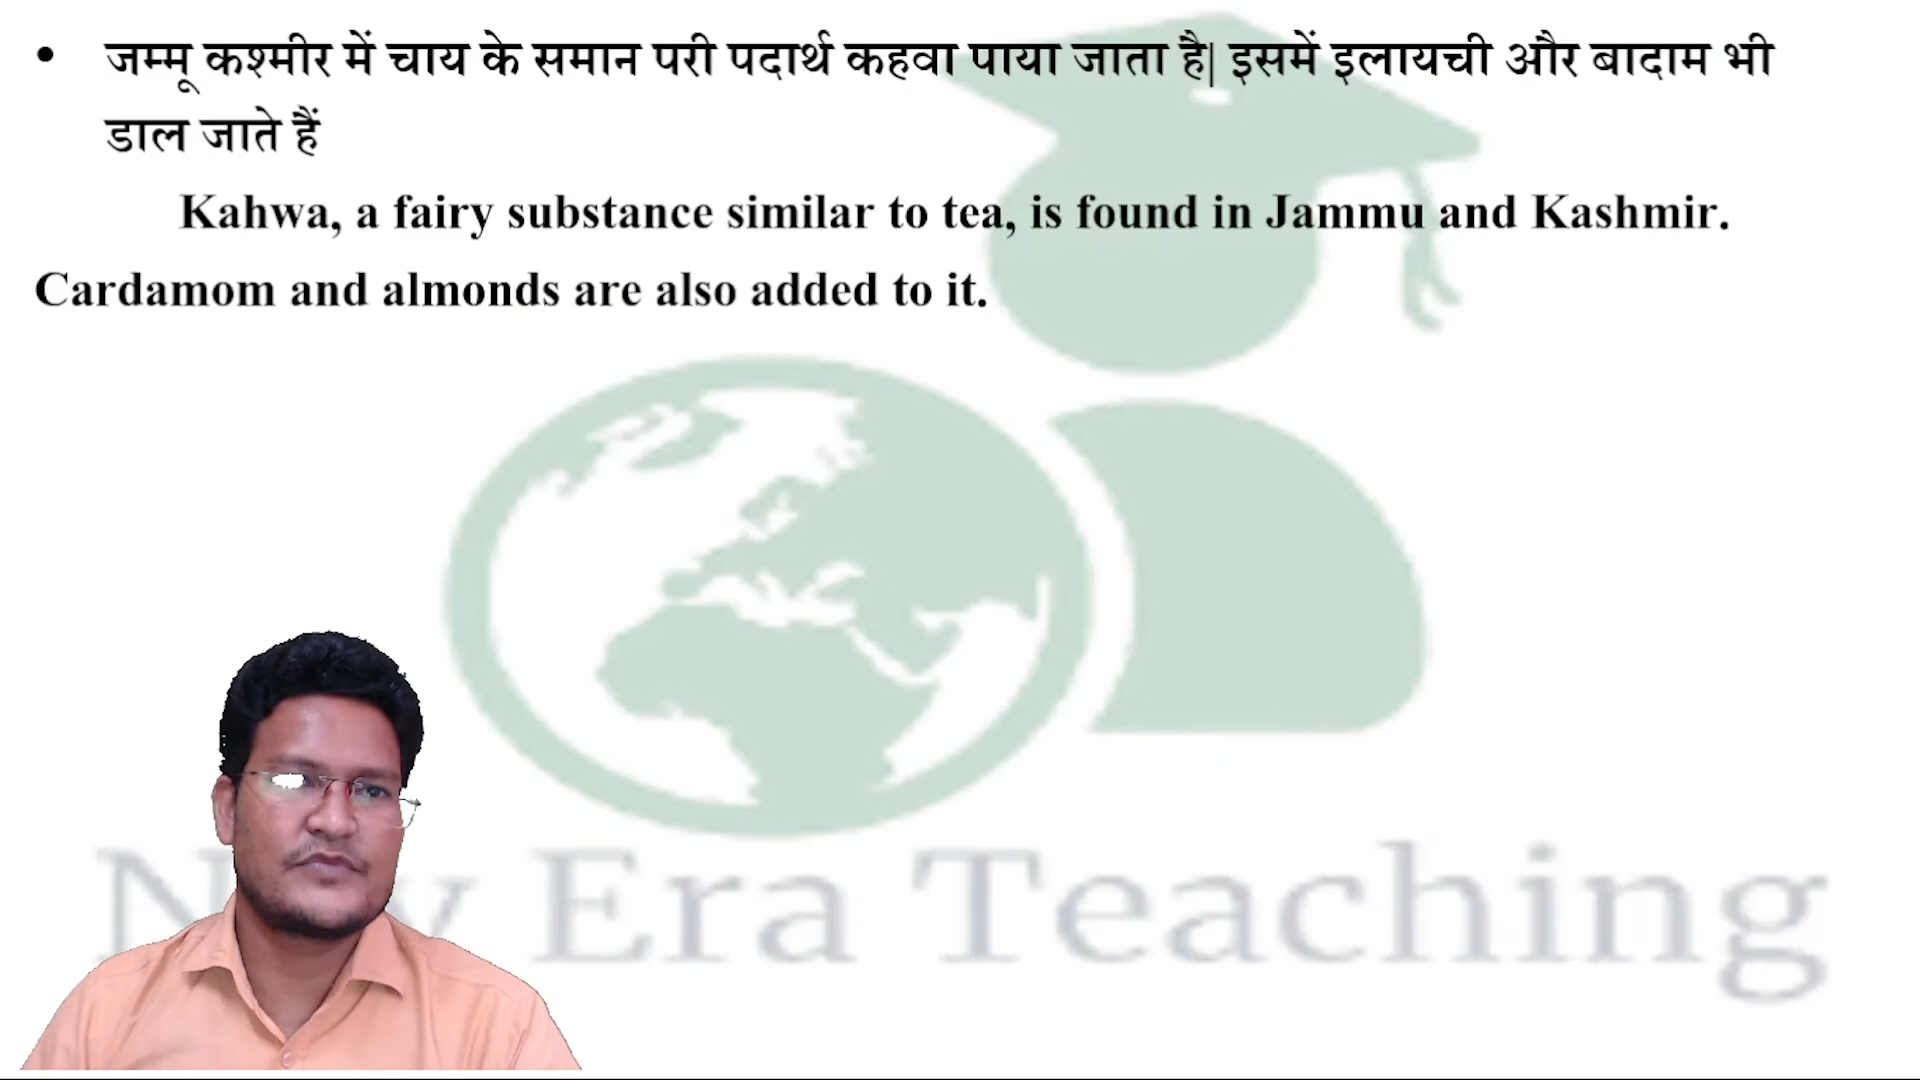 • जम्मू कश्मीर में चाय के समान परी पदार्थ कहवा पाया जाता है| इसमें इलायची और बादाम भी
डाल जाते हैं
Kahwa, a fairy substance similar to tea, is found in Jammu and Kashmir.
Cardamom and almonds are also added to it.
Era Teaching